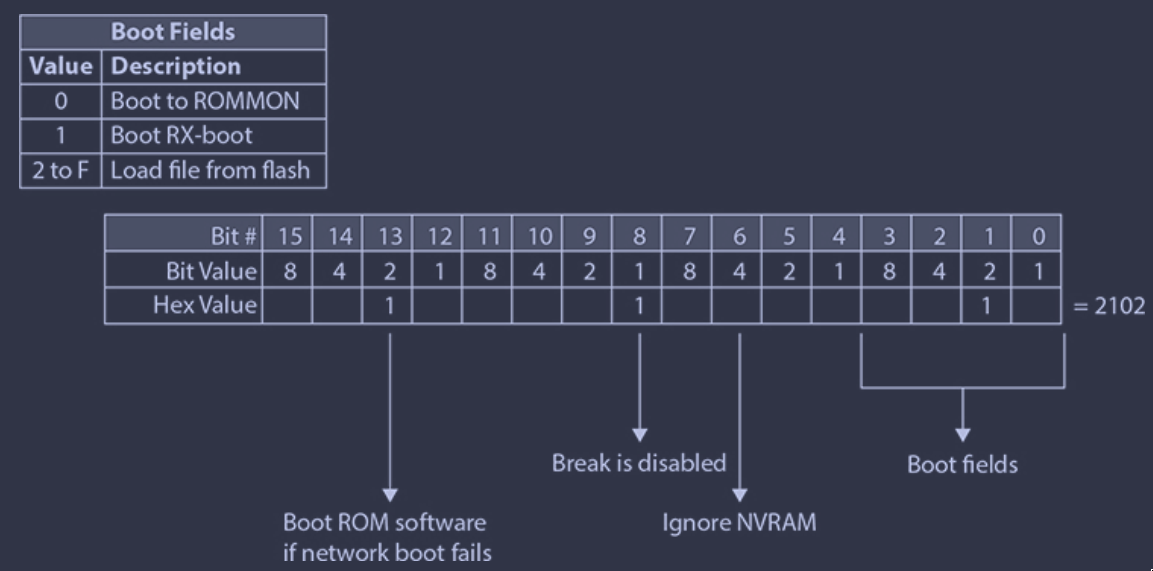 Boot Fields
Value Description
0 Boot to ROMMON
1 Boot RX-boot
2 to F Load file from flash
Bit # 15 14 13 12 11 10 9 8 7 6 5 4 3 2 1 0
Bit Value 8 4 2 1 8 4 2 1 8 4 2 1 8 4 2 1
Hex Value 1 1 1 = 2102
Break is disabled
Boot fields
Boot ROM software
if network boot fails
Ignore NVRAM